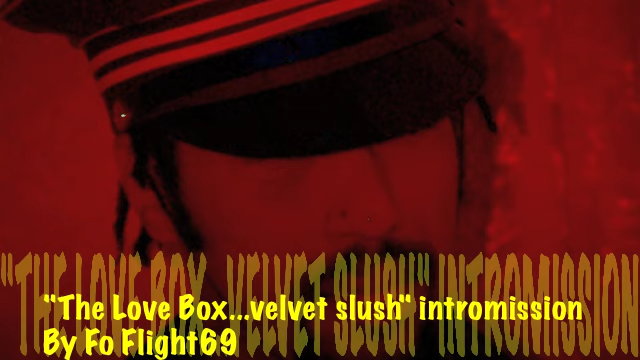 "THE LOVE BOX...VELVET SLUSH" INTROMISSION
"The Love Box...velvet slush" intromission
By Fo Flight69